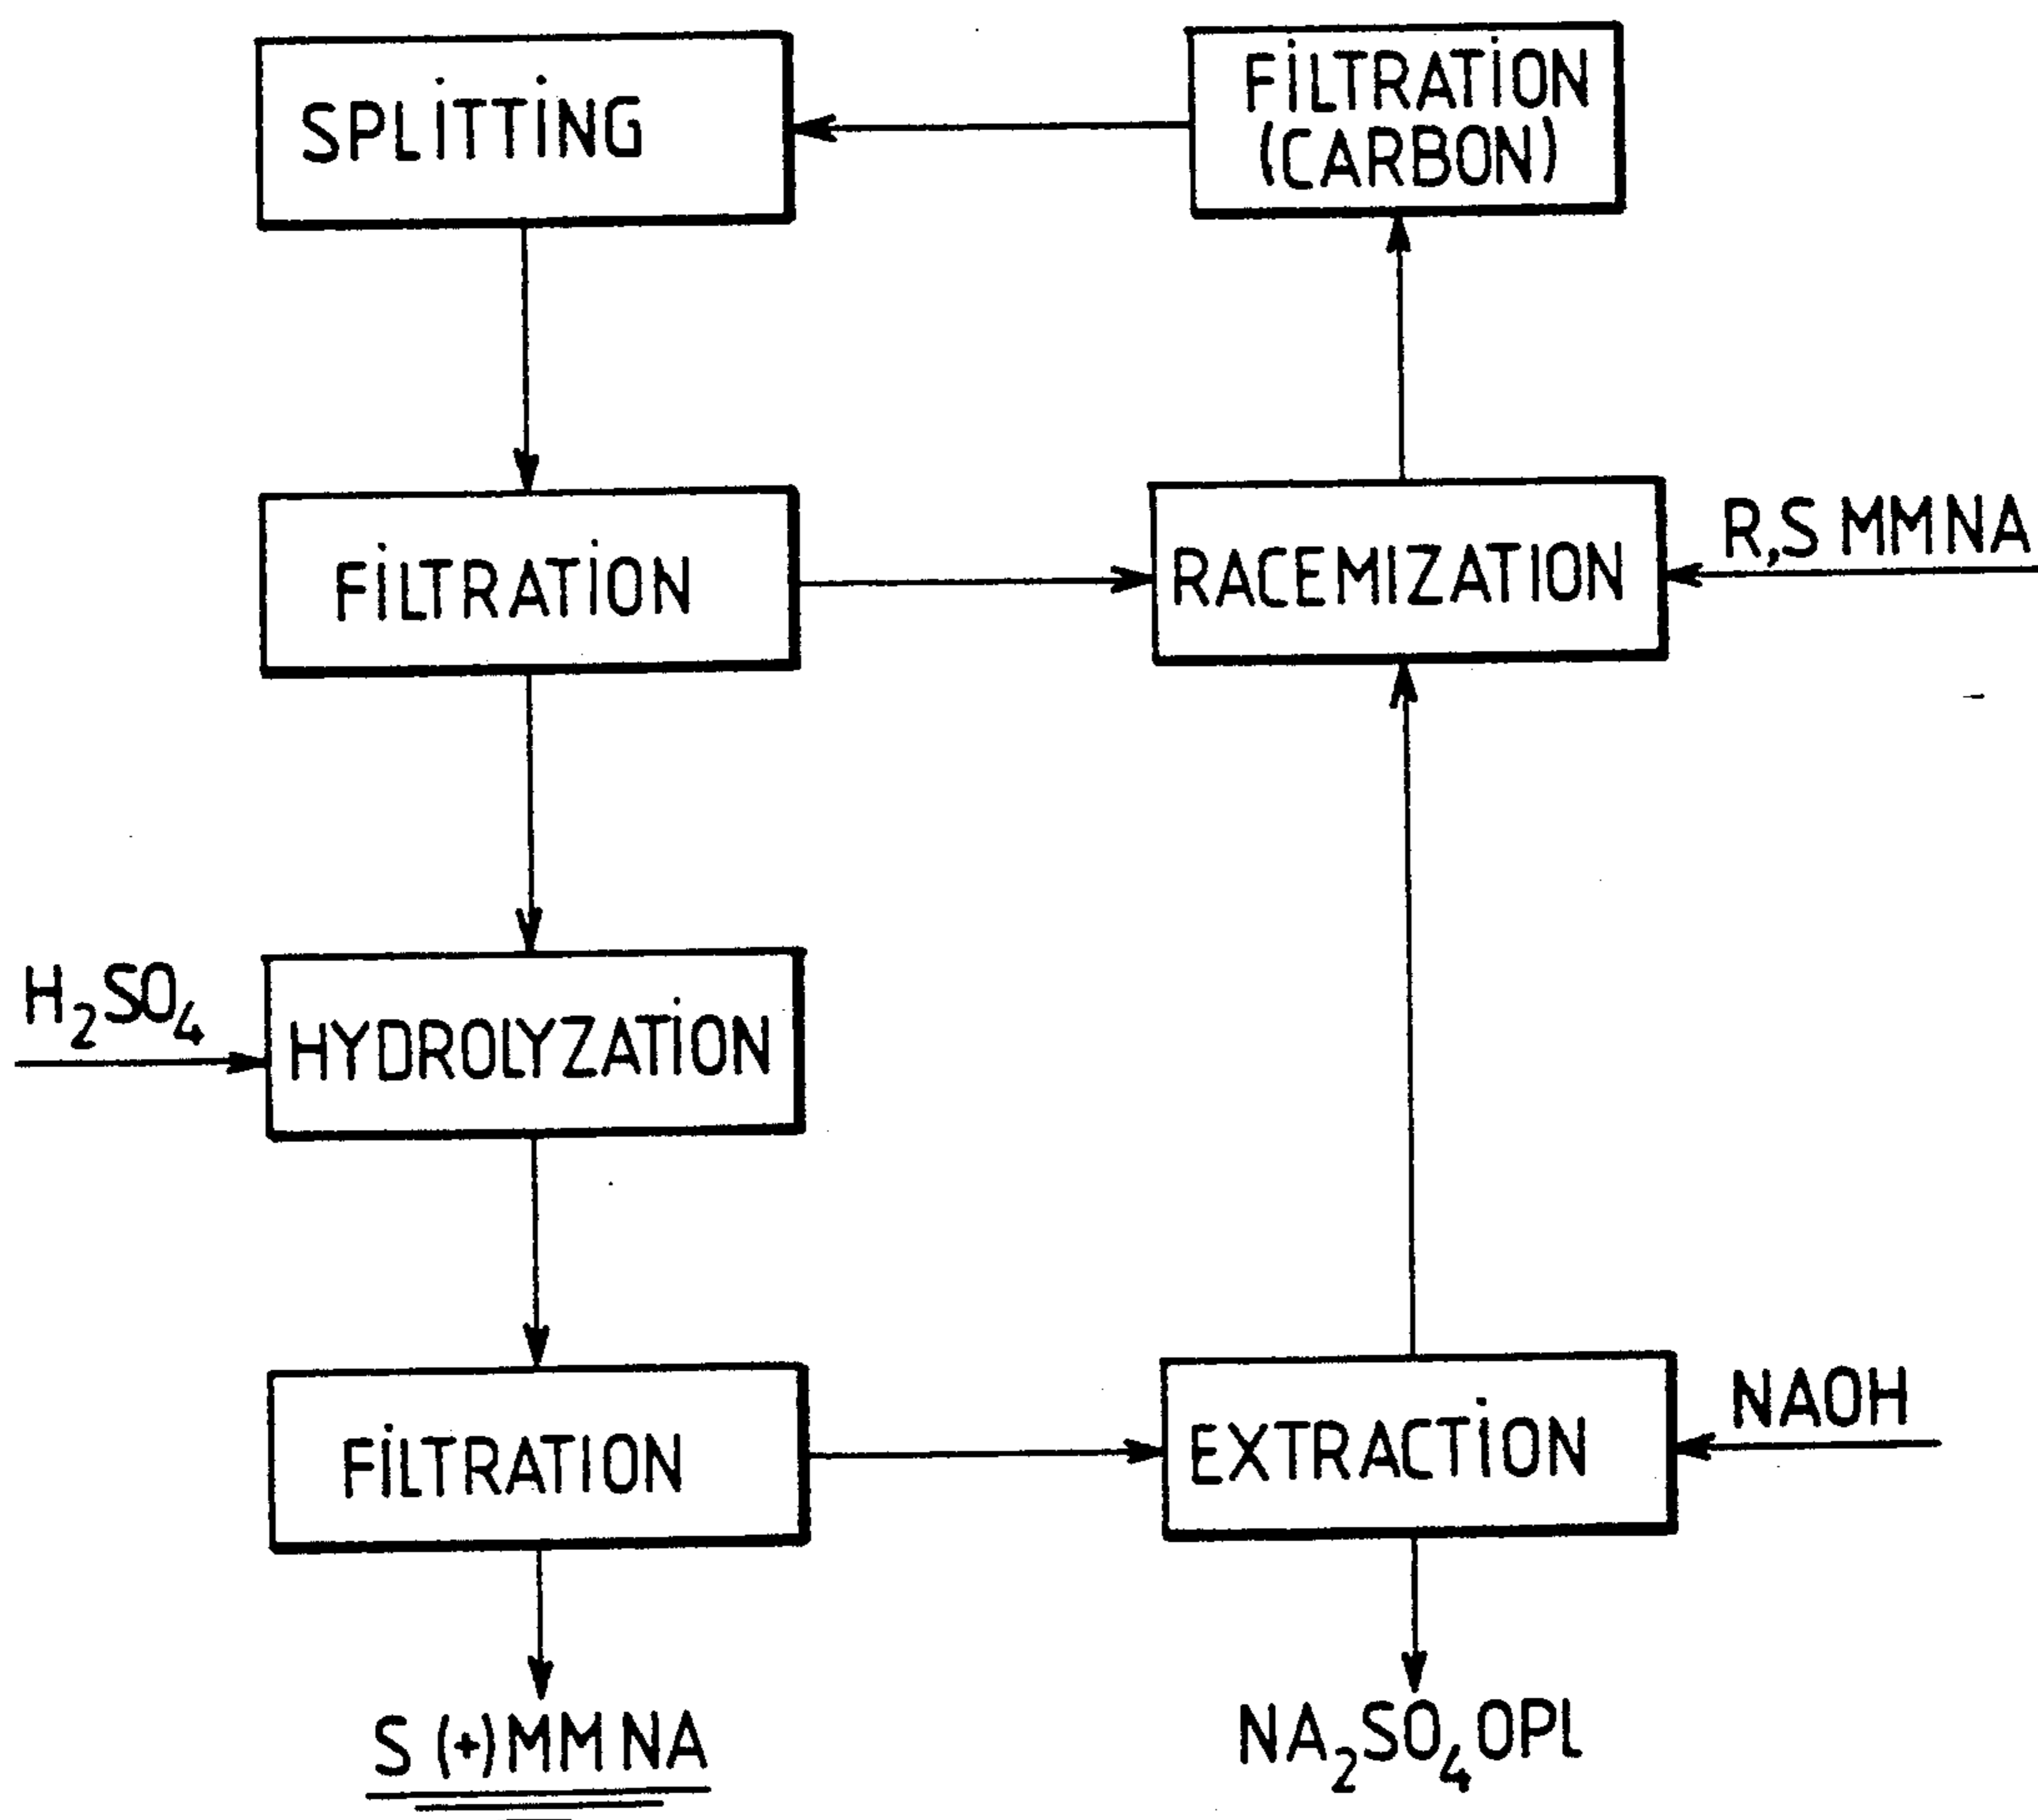 SPLİTTİNG
FİLTRATİON
(CARBON)
FİLTRATİON
RACEMIZATION
R,S MMNA
H₂SO₄
HYDROLYZATİON
FİLTRATION
EXTRACTİON
NAOH
S (+) MMNA
NA₂SO₄ OPL